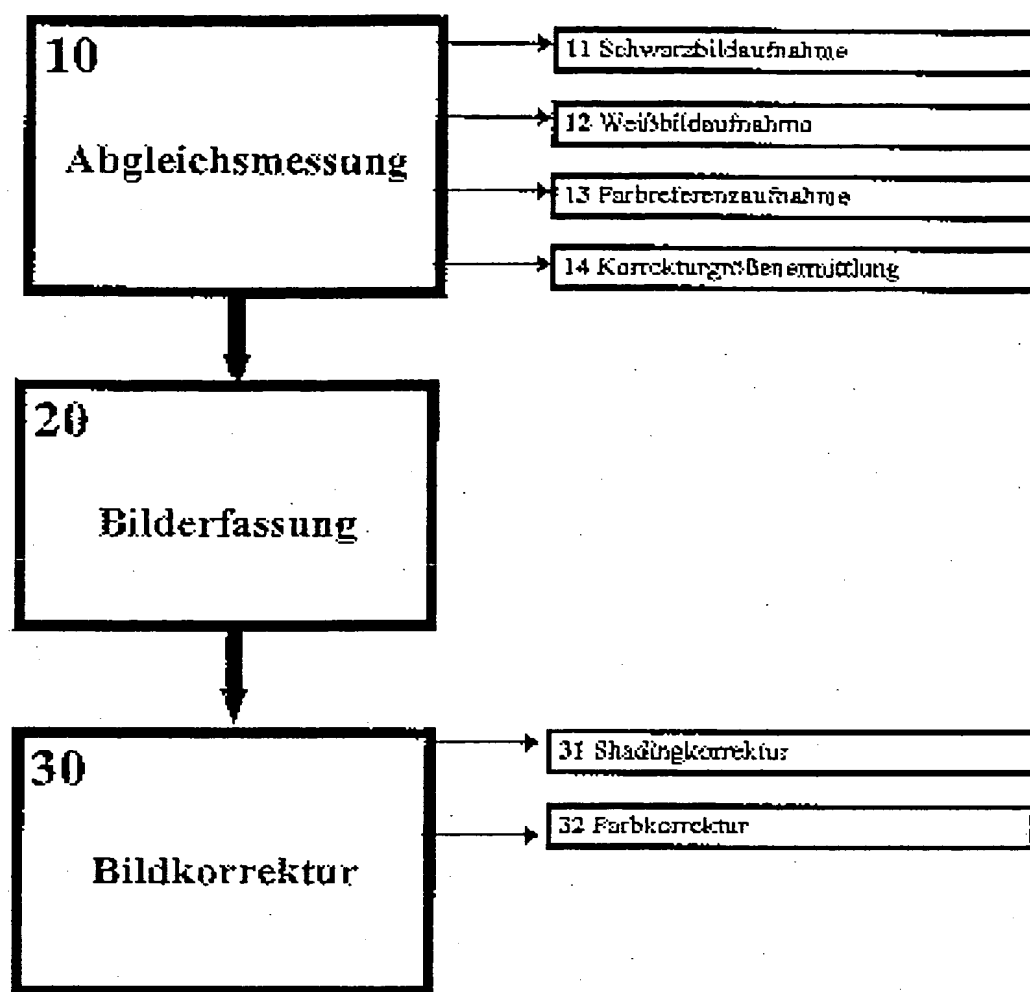 10
Abgleichsmessung
11 Schwarzbildaufnahme
12 Weißbildaufnahme
13 Farbreferenzaufnahme
14 Korrekturgrößenermittlung
20
Bilderfassung
30
Bildkorrektur
31 Shadingkorrektur
32 Farbkorrektur